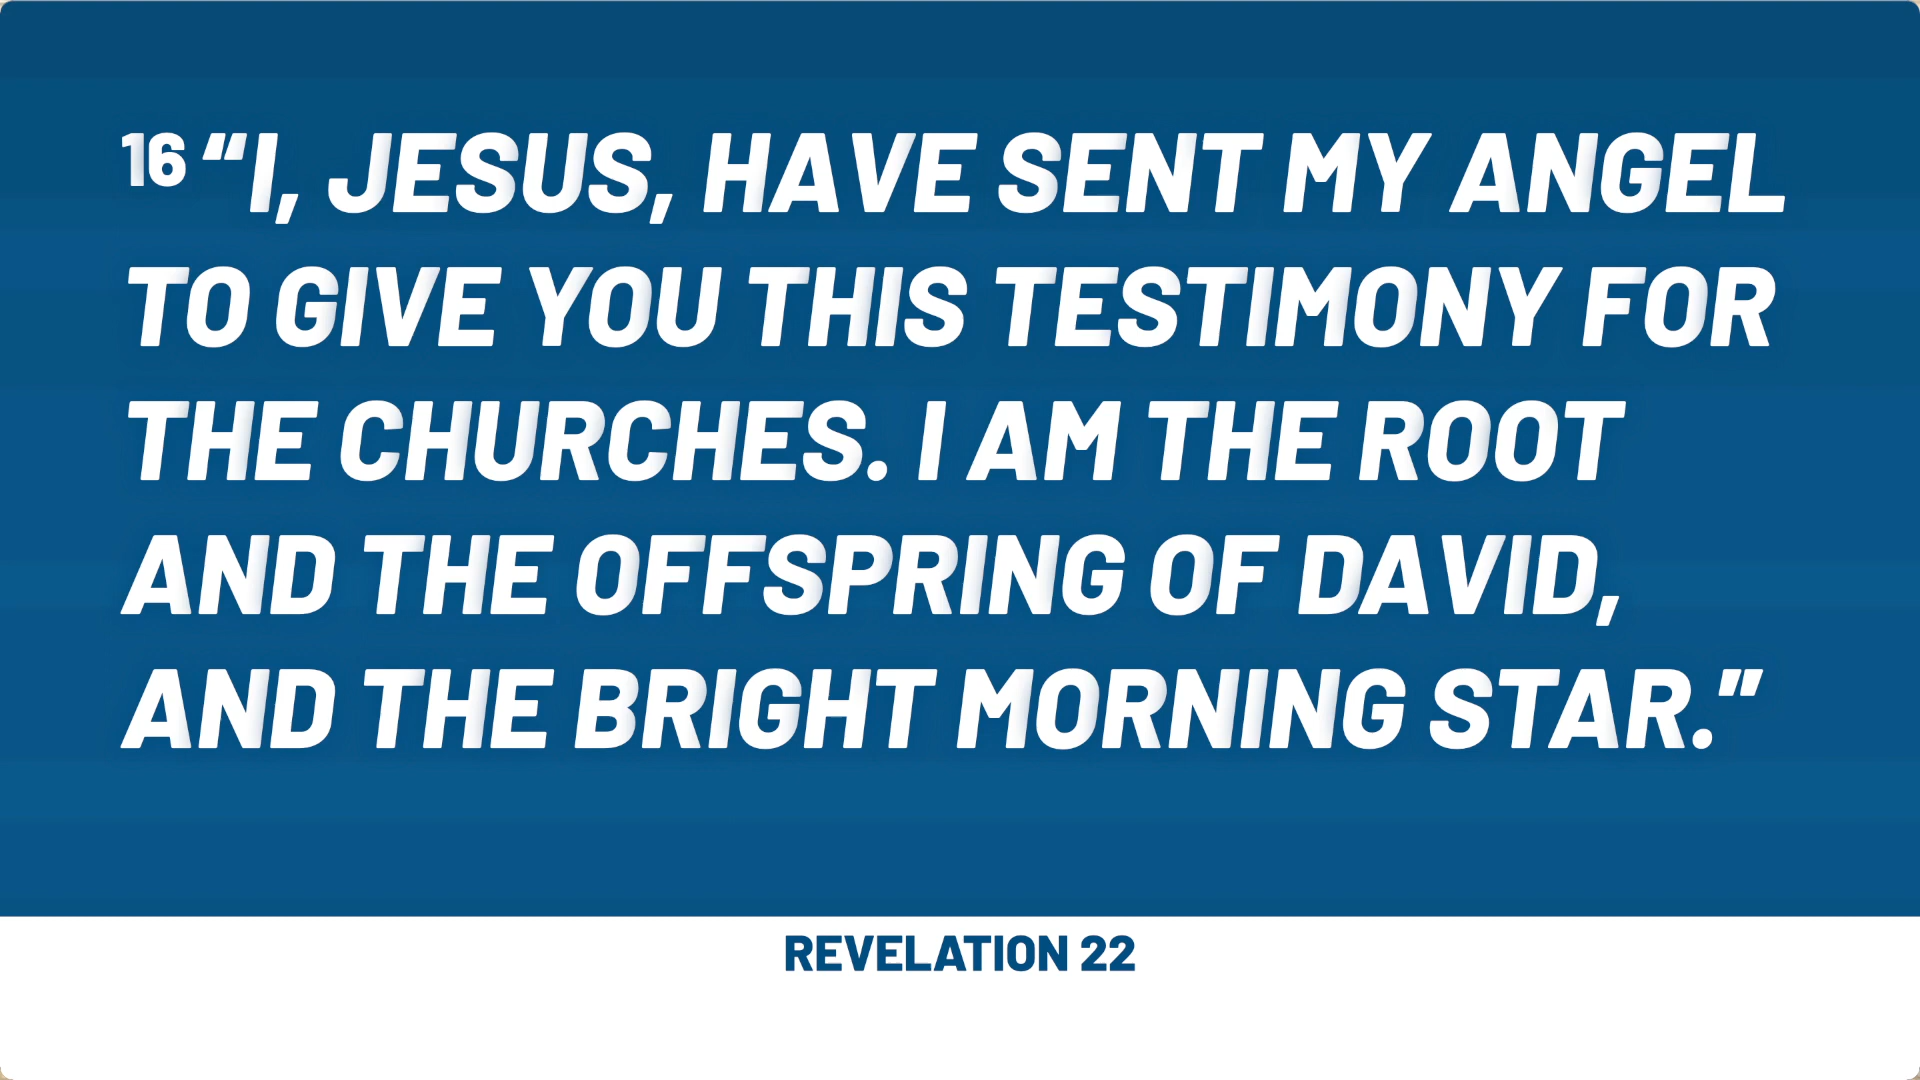 16 “I, JESUS, HAVE SENT MY ANGEL
TO GIVE YOU THIS TESTIMONY FOR
THE CHURCHES. I AM THE ROOT
AND THE OFFSPRING OF DAVID,
AND THE BRIGHT MORNING STAR.”
REVELATION 22